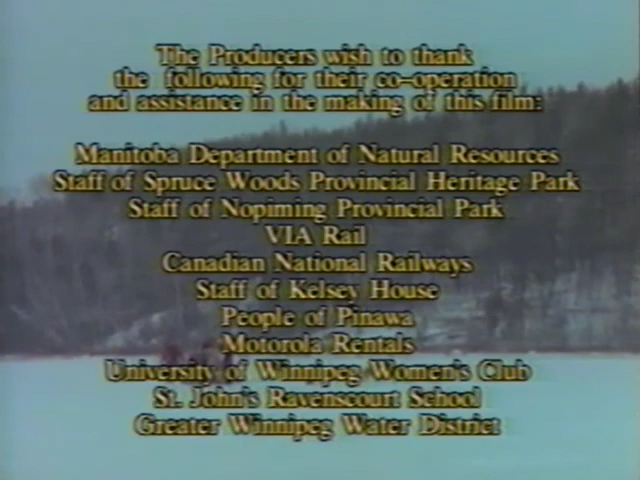 The Producers wish to thank
the following for their co-operation
and assistance in the making of this film:
Manitoba Department of Natural Resources
Staff of Spruce Woods Provincial Heritage Park
Staff of Nopiming Provincial Park
VIA Rail
Canadian National Railways
Staff of Kelsey House
People of Pinawa
Motorola Rentals
University of Winnipeg Women's Club
St. John's Ravenscourt School
Greater Winnipeg Water District